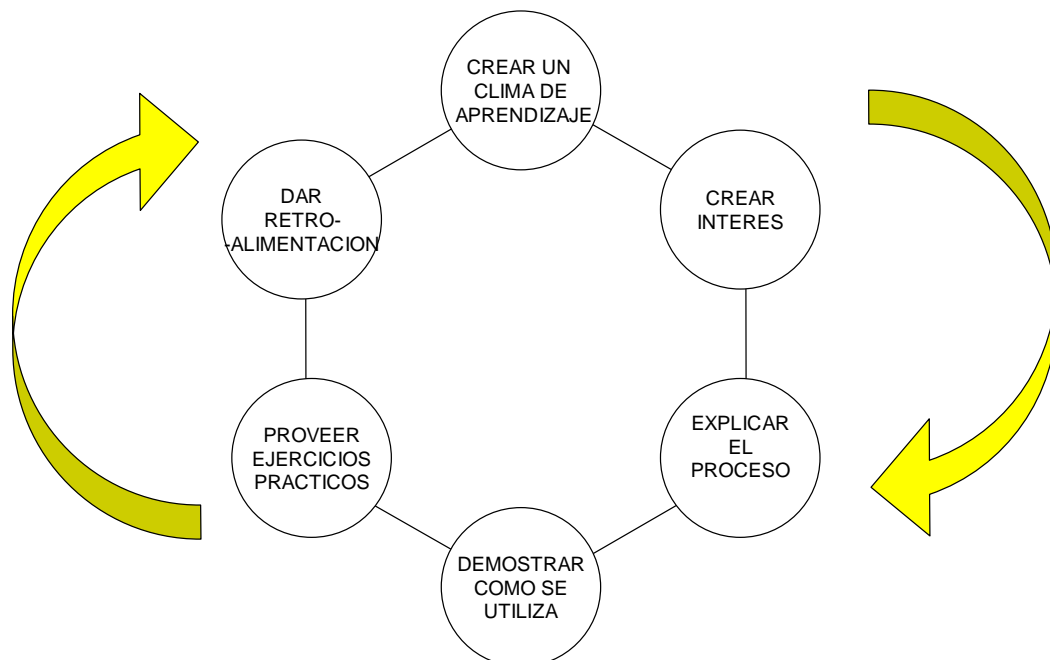 CREAR UN
CLIMA DE
APRENDIZAJE
CREAR
INTERES
EXPLICAR
EL
PROCESO
DEMOSTRAR
COMO SE
UTILIZA
PROVEER
EJERCICIOS
PRACTICOS
DAR
RETRO-
-ALIMENTACION